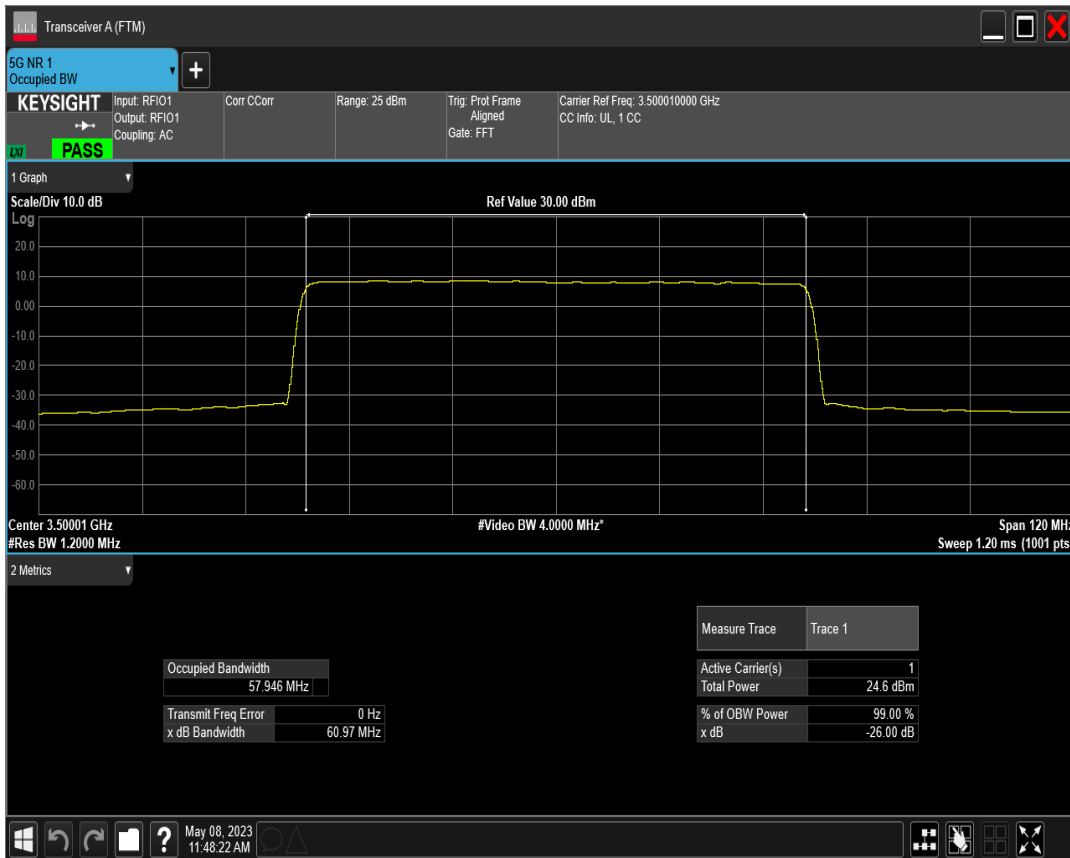 Transceiver A (FTM)
5G NR 1
Occupied BW
+
KEYSIGHT
LXI
PASS
Input: RFIO1
Output: RFIO1
Coupling: AC
Corr CCorr
Range: 25 dBm
Trig: Prot Frame
Aligned
Gate: FFT
Carrier Ref Freq: 3.500010000 GHz
CC Info: UL, 1 CC
1 Graph
Scale/Div 10.0 dB
Ref Value 30.00 dBm
Log
20.0
10.0
0.00
-10.0
-20.0
-30.0
-40.0
-50.0
-60.0
Center 3.50001 GHz
#Video BW 4.0000 MHz*
Span 120 MHz
#Res BW 1.2000 MHz
Sweep 1.20 ms (1001 pts
2 Metrics
Measure Trace Trace 1
Occupied Bandwidth
57.946 MHz
Active Carrier(s) 1
Total Power 24.6 dBm
Transmit Freq Error 0 Hz
x dB Bandwidth 60.97 MHz
% of OBW Power 99.00 %
x dB -26.00 dB
?
May 08, 2023
11:48:22 AM